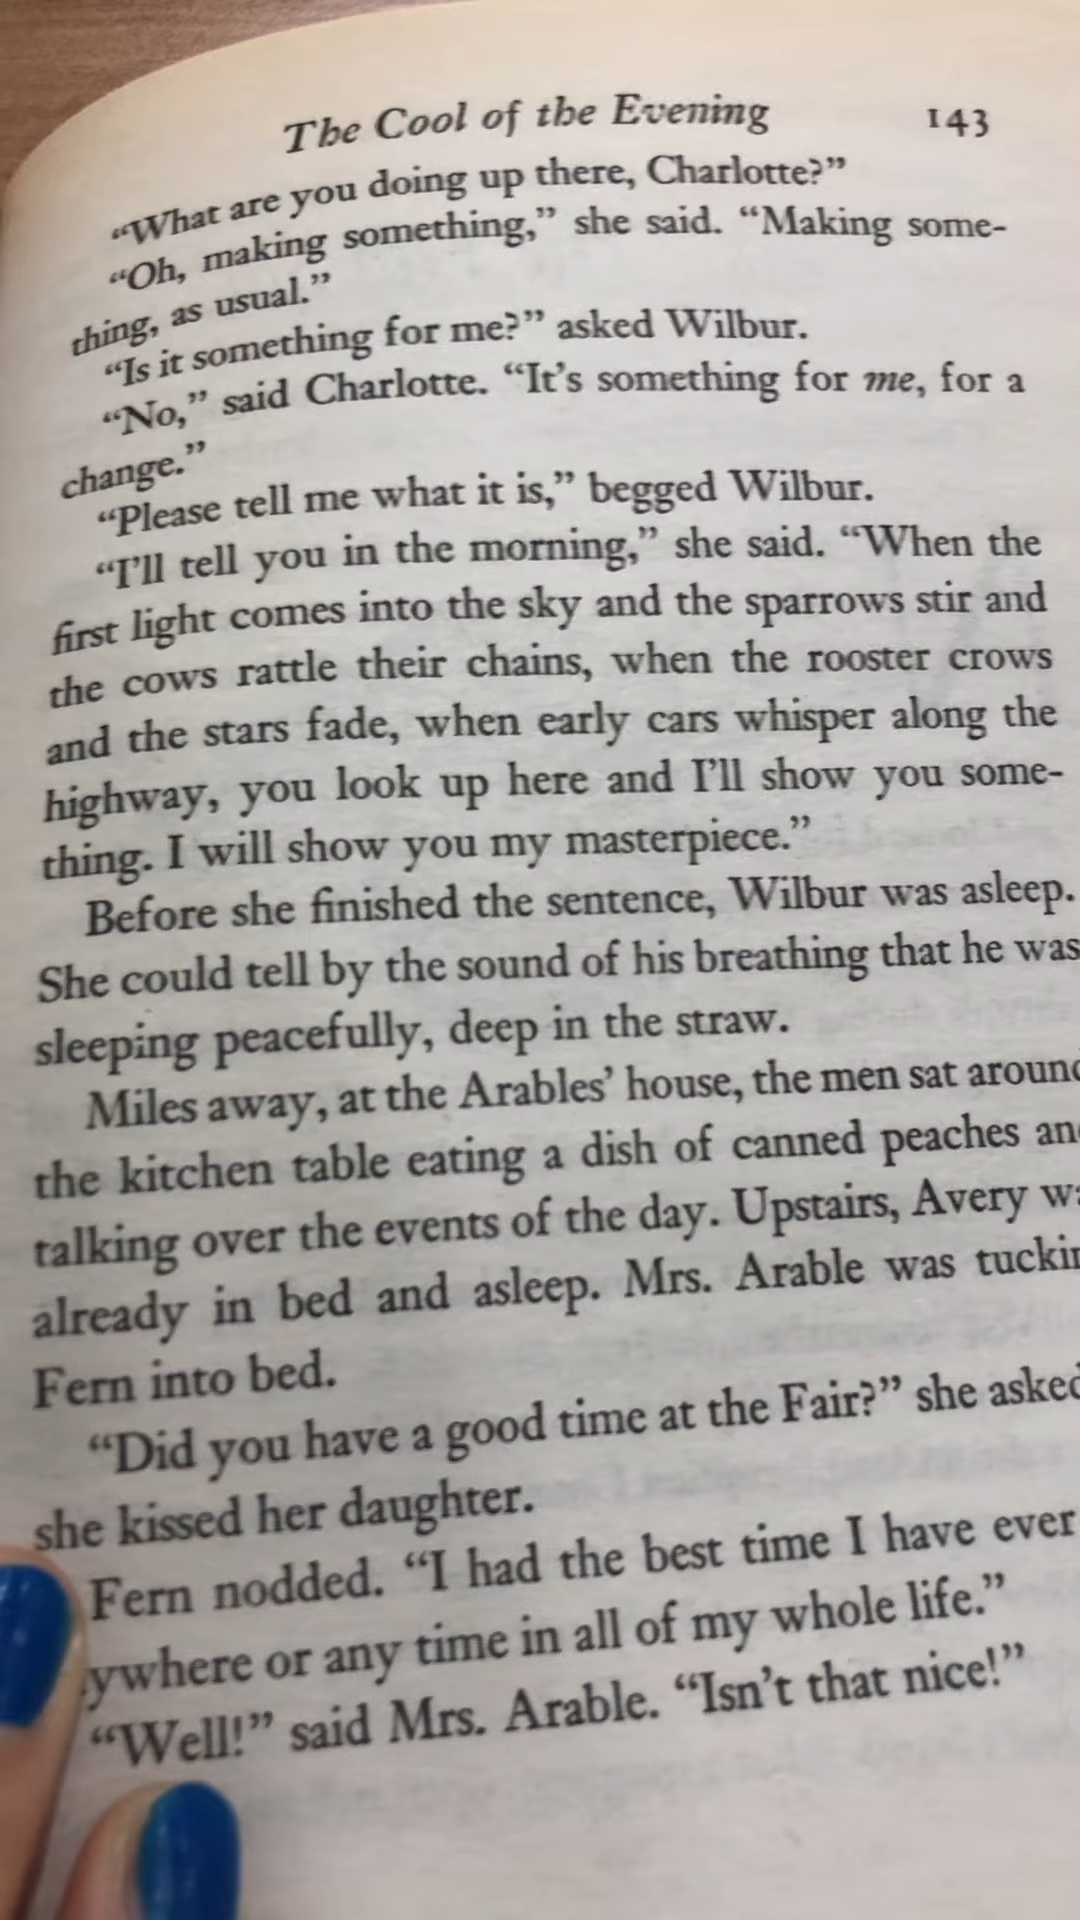 The Cool of the Evening 143
“What are you doing up there, Charlotte?”
“Oh, making something,” she said. “Making some-
thing, as usual.”
“Is it something for me?” asked Wilbur.
“No,” said Charlotte. “It’s something for me, for a
change.”
“Please tell me what it is,” begged Wilbur.
“I’ll tell you in the morning,” she said. “When the
first light comes into the sky and the sparrows stir and
the cows rattle their chains, when the rooster crows
and the stars fade, when early cars whisper along the
highway, you look up here and I’ll show you some-
thing. I will show you my masterpiece.”
Before she finished the sentence, Wilbur was asleep.
She could tell by the sound of his breathing that he was
sleeping peacefully, deep in the straw.
Miles away, at the Arables’ house, the men sat around
the kitchen table eating a dish of canned peaches an
talking over the events of the day. Upstairs, Avery wa
already in bed and asleep. Mrs. Arable was tuckin
Fern into bed.
“Did you have a good time at the Fair?” she asked
she kissed her daughter.
Fern nodded. “I had the best time I have ever
ywhere or any time in all of my whole life.”
“Well!” said Mrs. Arable. “Isn’t that nice!”